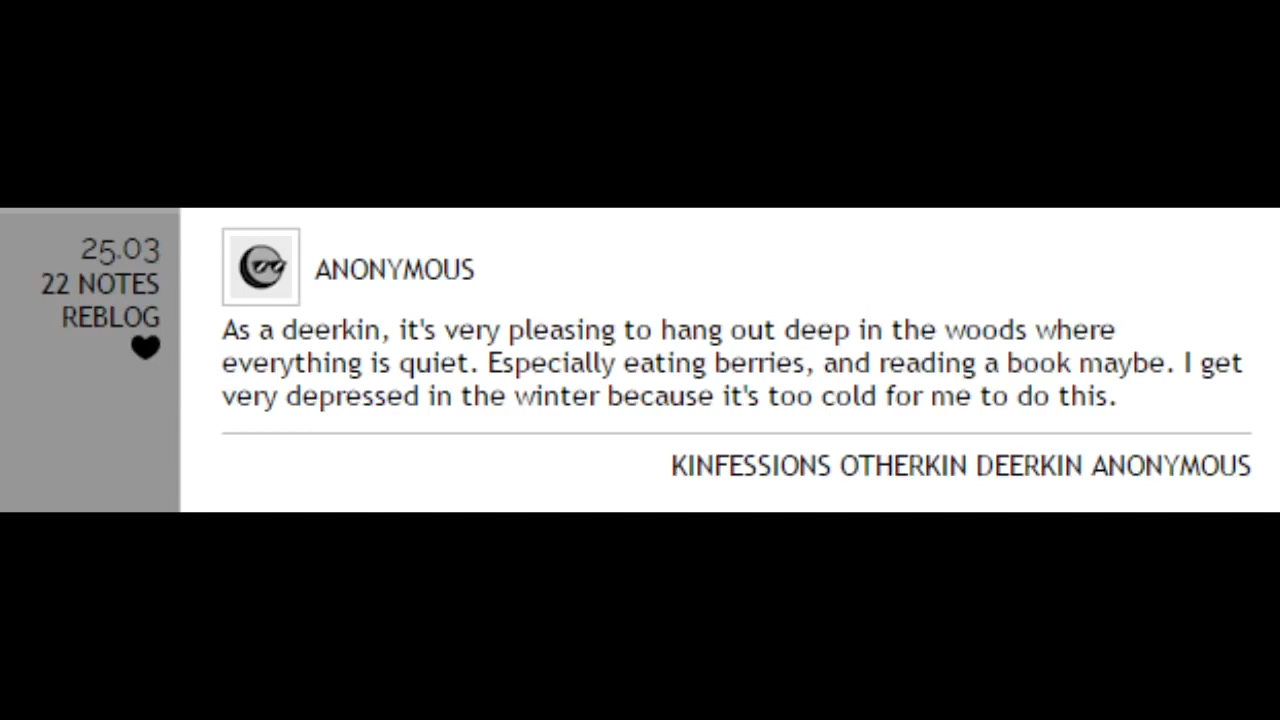 25.03
22 NOTES
REBLOG
ANONYMOUS
As a deerkin, it's very pleasing to hang out deep in the woods where
everything is quiet. Especially eating berries, and reading a book maybe. I get
very depressed in the winter because it's too cold for me to do this.
KINFESSIONS OTHERKIN DEERKIN ANONYMOUS